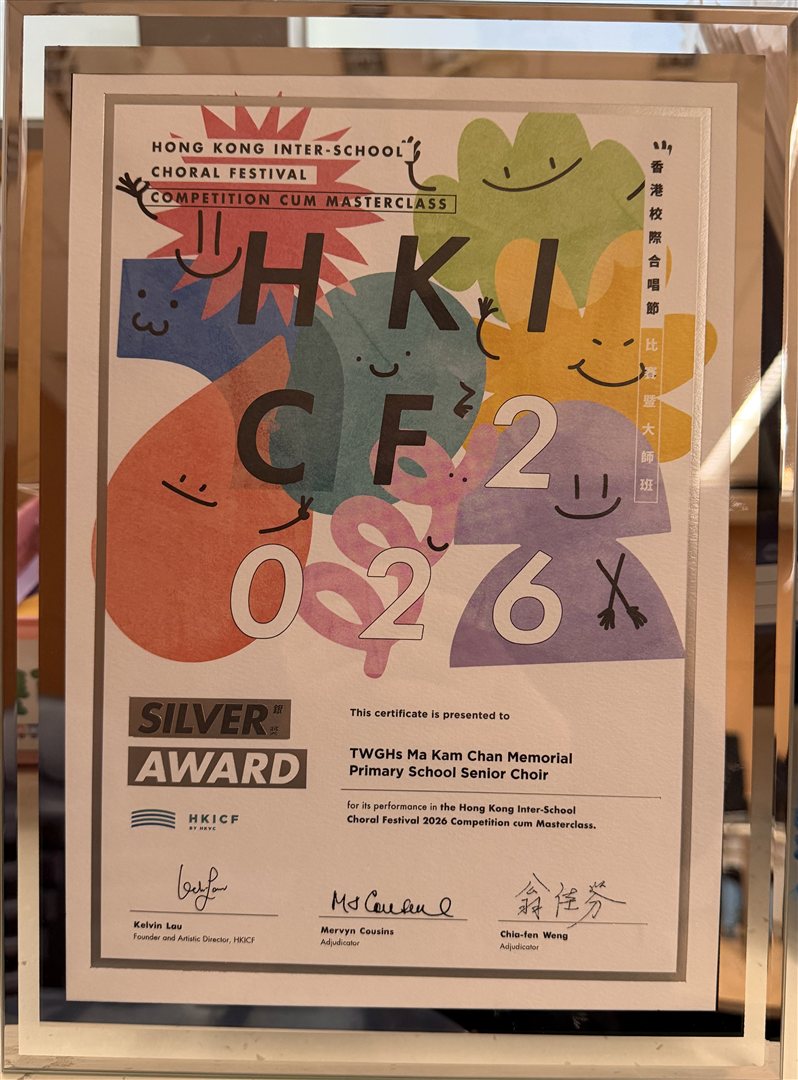 HONG KONG INTER-SCHOOL
CHORAL FESTIVAL
COMPETITION CUM MASTERCLASS
香港校際合唱節
比賽暨大師班
HKI
CF2
026
SILVER 銀獎
AWARD
This certificate is presented to
TWGHs Ma Kam Chan Memorial
Primary School Senior Choir
for its performance in the Hong Kong Inter-School
Choral Festival 2026 Competition cum Masterclass.
HKICF
BY HKYC
翁佳芬
Kelvin Lau
Founder and Artistic Director, HKICF
Mervyn Cousins
Adjudicator
Chia-fen Weng
Adjudicator